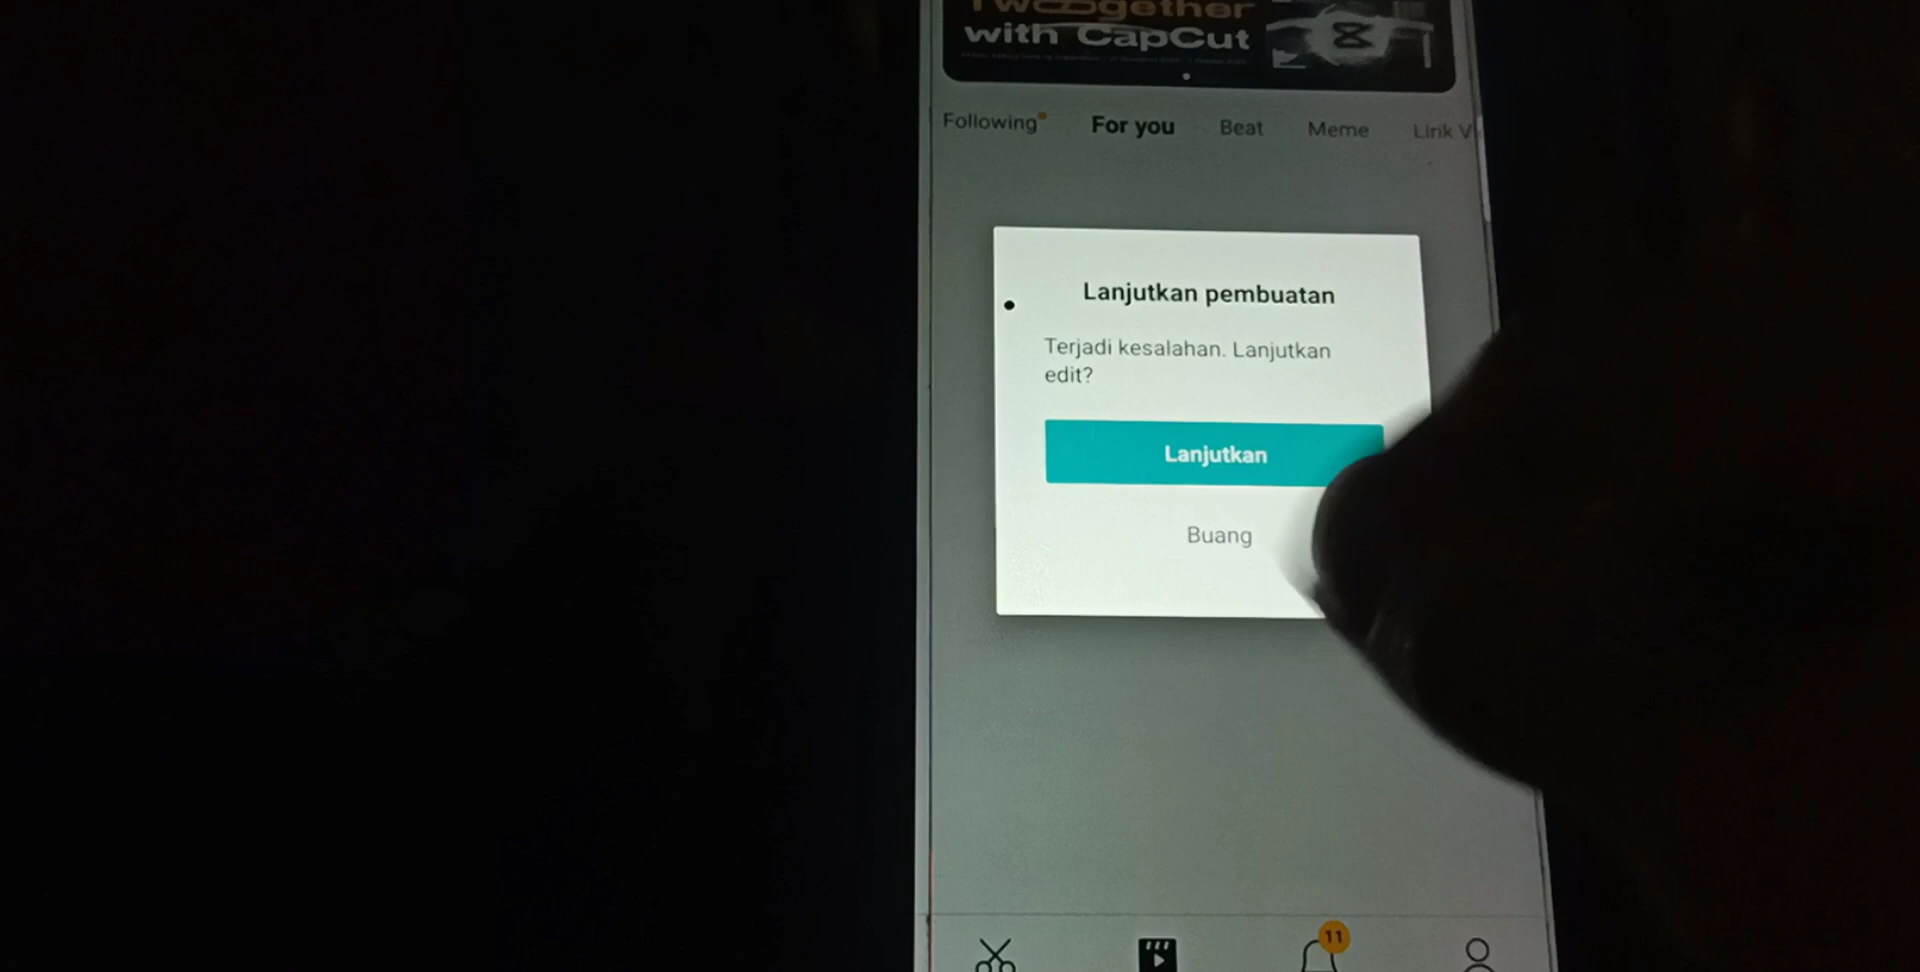 Twogether
with CapCut
Following
For you
Beat
Meme
Lirik V
Lanjutkan pembuatan
Terjadi kesalahan. Lanjutkan
edit?
Lanjutkan
Buang
11